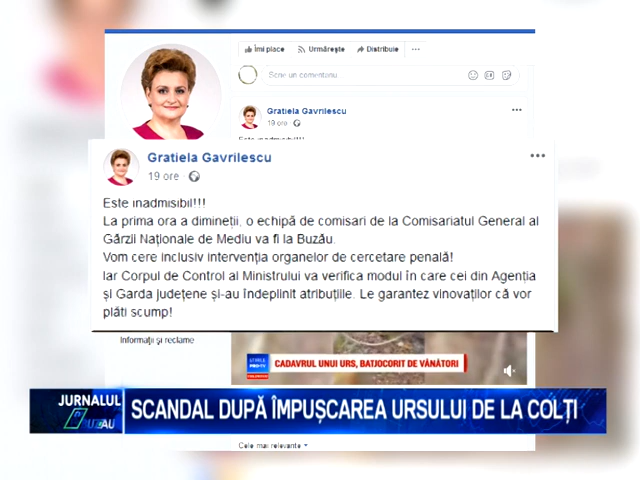 Îmi place Urmărește Distribuie ...
Scrie un comentariu
Gratiela Gavrilescu
19 ore
Gratiela Gavrilescu
19 ore
Este inadmisibil!!!
La prima ora a dimineții, o echipă de comisari de la Comisariatul General al
Gărzii Naționale de Mediu va fi la Buzău.
Vom cere inclusiv intervenția organelor de cercetare penală!
Iar Corpul de Control al Ministrului va verifica modul în care cei din Agenția
și Garda județene și-au îndeplinit atribuțiile. Le garantez vinovaților că vor
plăti scump!
Informații și reclame
ȘTIRILE
PRO•TV
CADAVRUL UNUI URS, BATJOCORIT DE VÂNĂTORI
JURNALUL
BUZĂU
SCANDAL DUPĂ ÎMPUȘCAREA URSULUI DE LA COLȚI
Cele mai relevante